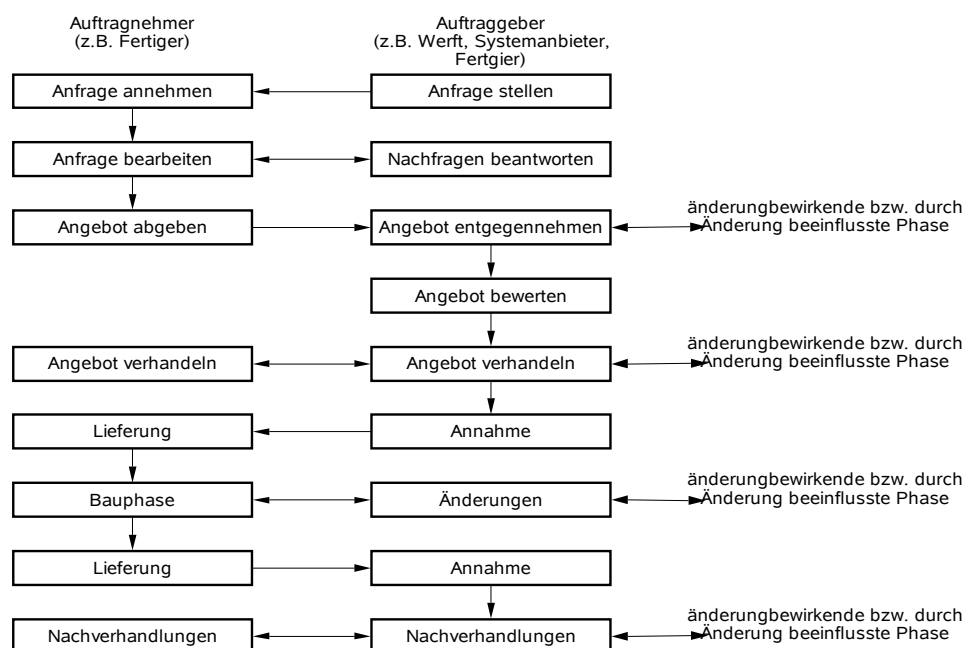 Auftragnehmer
(z.B. Fertiger)
Auftraggeber
(z.B. Werft, Systemanbieter,
Fertgier)
Anfrage annehmen
Anfrage stellen
Anfrage bearbeiten
Nachfragen beantworten
Angebot abgeben
Angebot entgegennehmen
änderungbewirkende bzw. durch
Änderung beeinflusste Phase
Angebot bewerten
Angebot verhandeln
Angebot verhandeln
änderungbewirkende bzw. durch
Änderung beeinflusste Phase
Lieferung
Annahme
Bauphase
Änderungen
änderungbewirkende bzw. durch
Änderung beeinflusste Phase
Lieferung
Annahme
Nachverhandlungen
Nachverhandlungen
änderungbewirkende bzw. durch
Änderung beeinflusste Phase